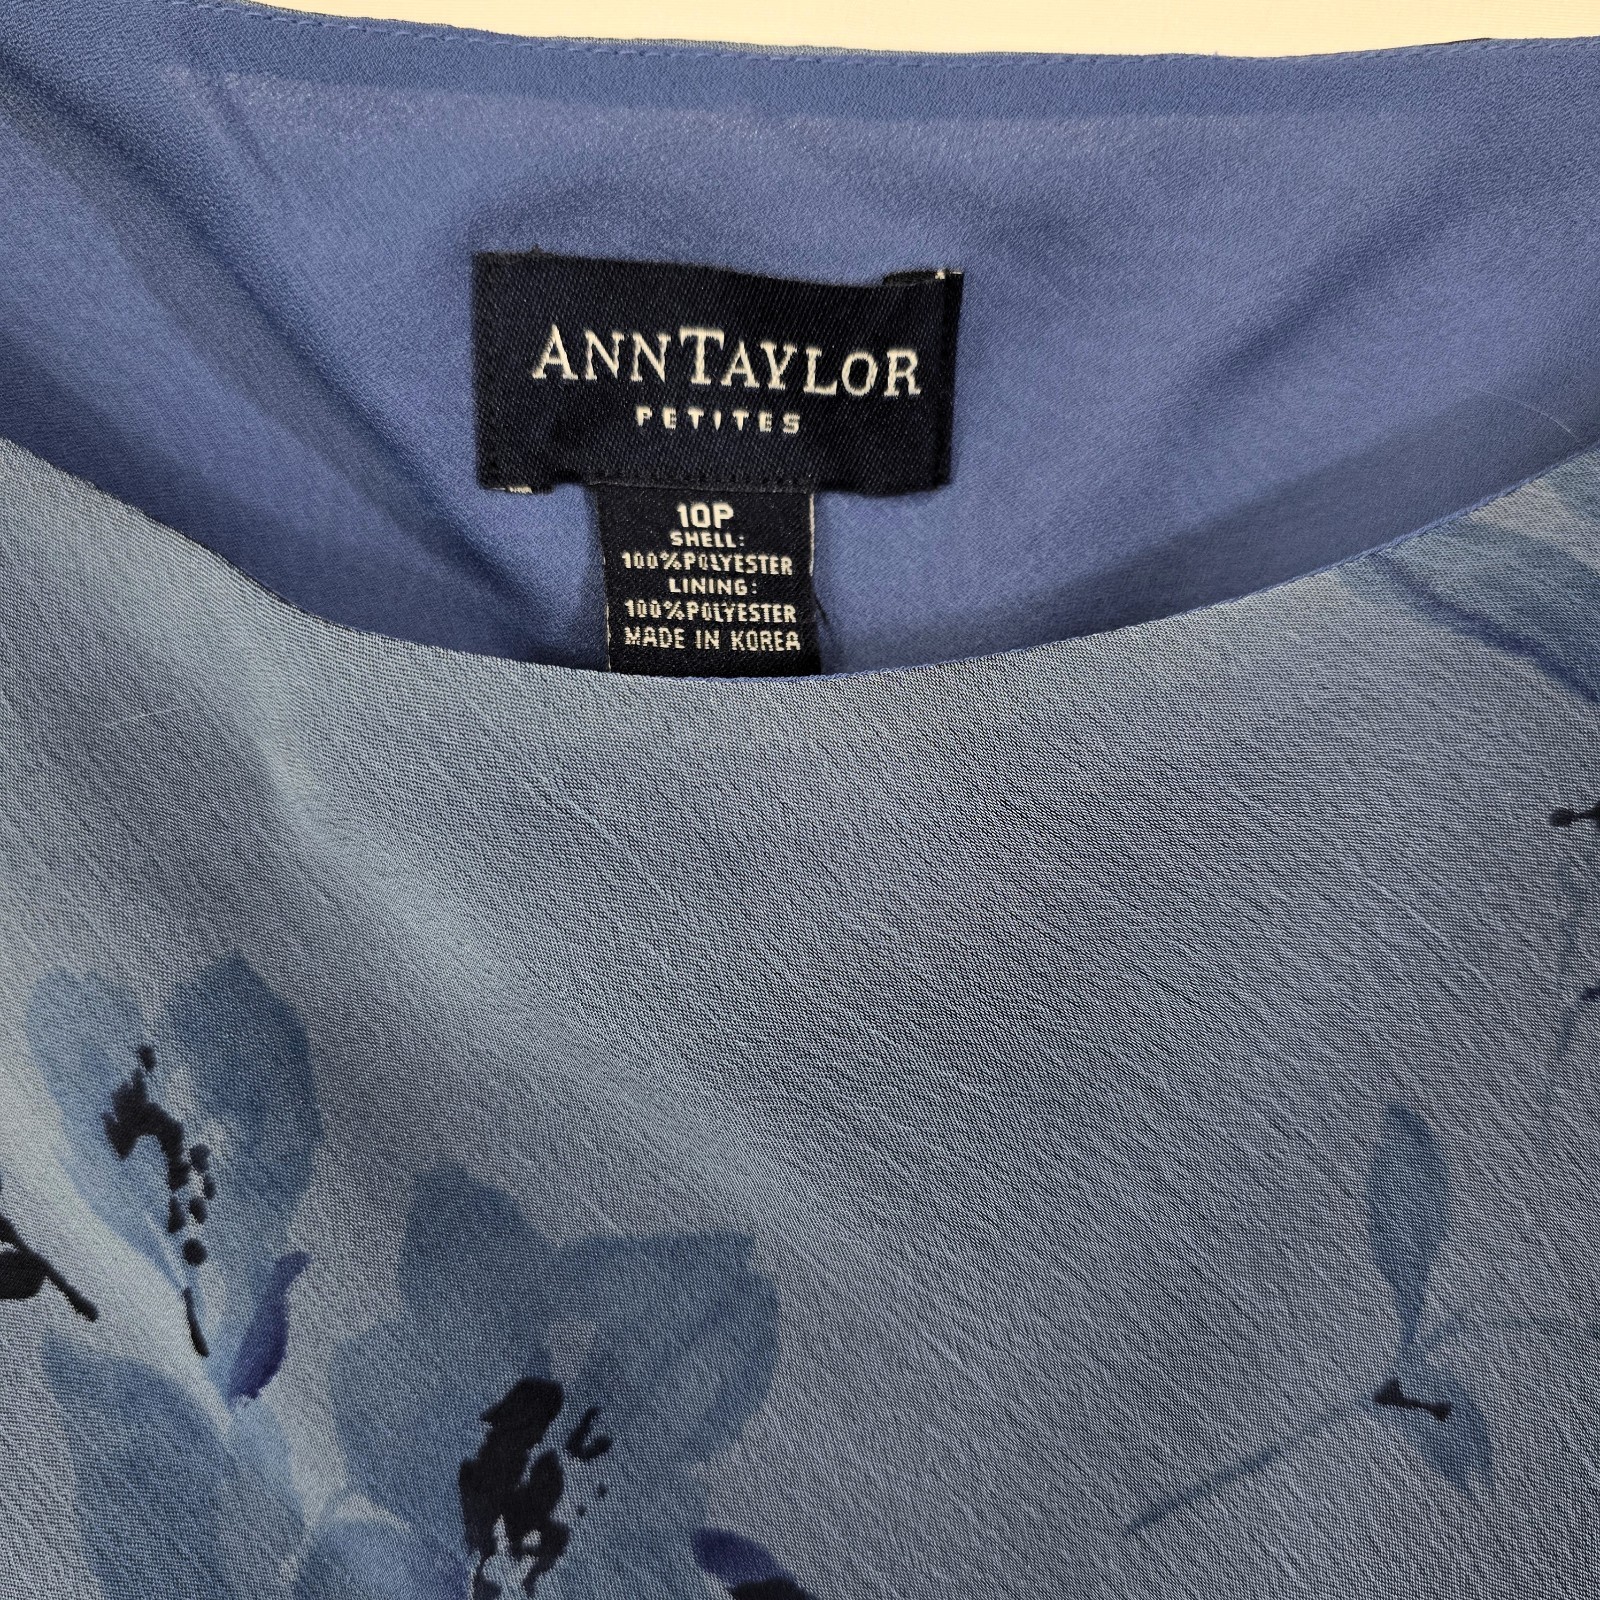 ANNTAYLOR
PETITES
10P
SHELL:
100%POLYESTER
LINING:
100%POLYESTER
MADE IN KOREA